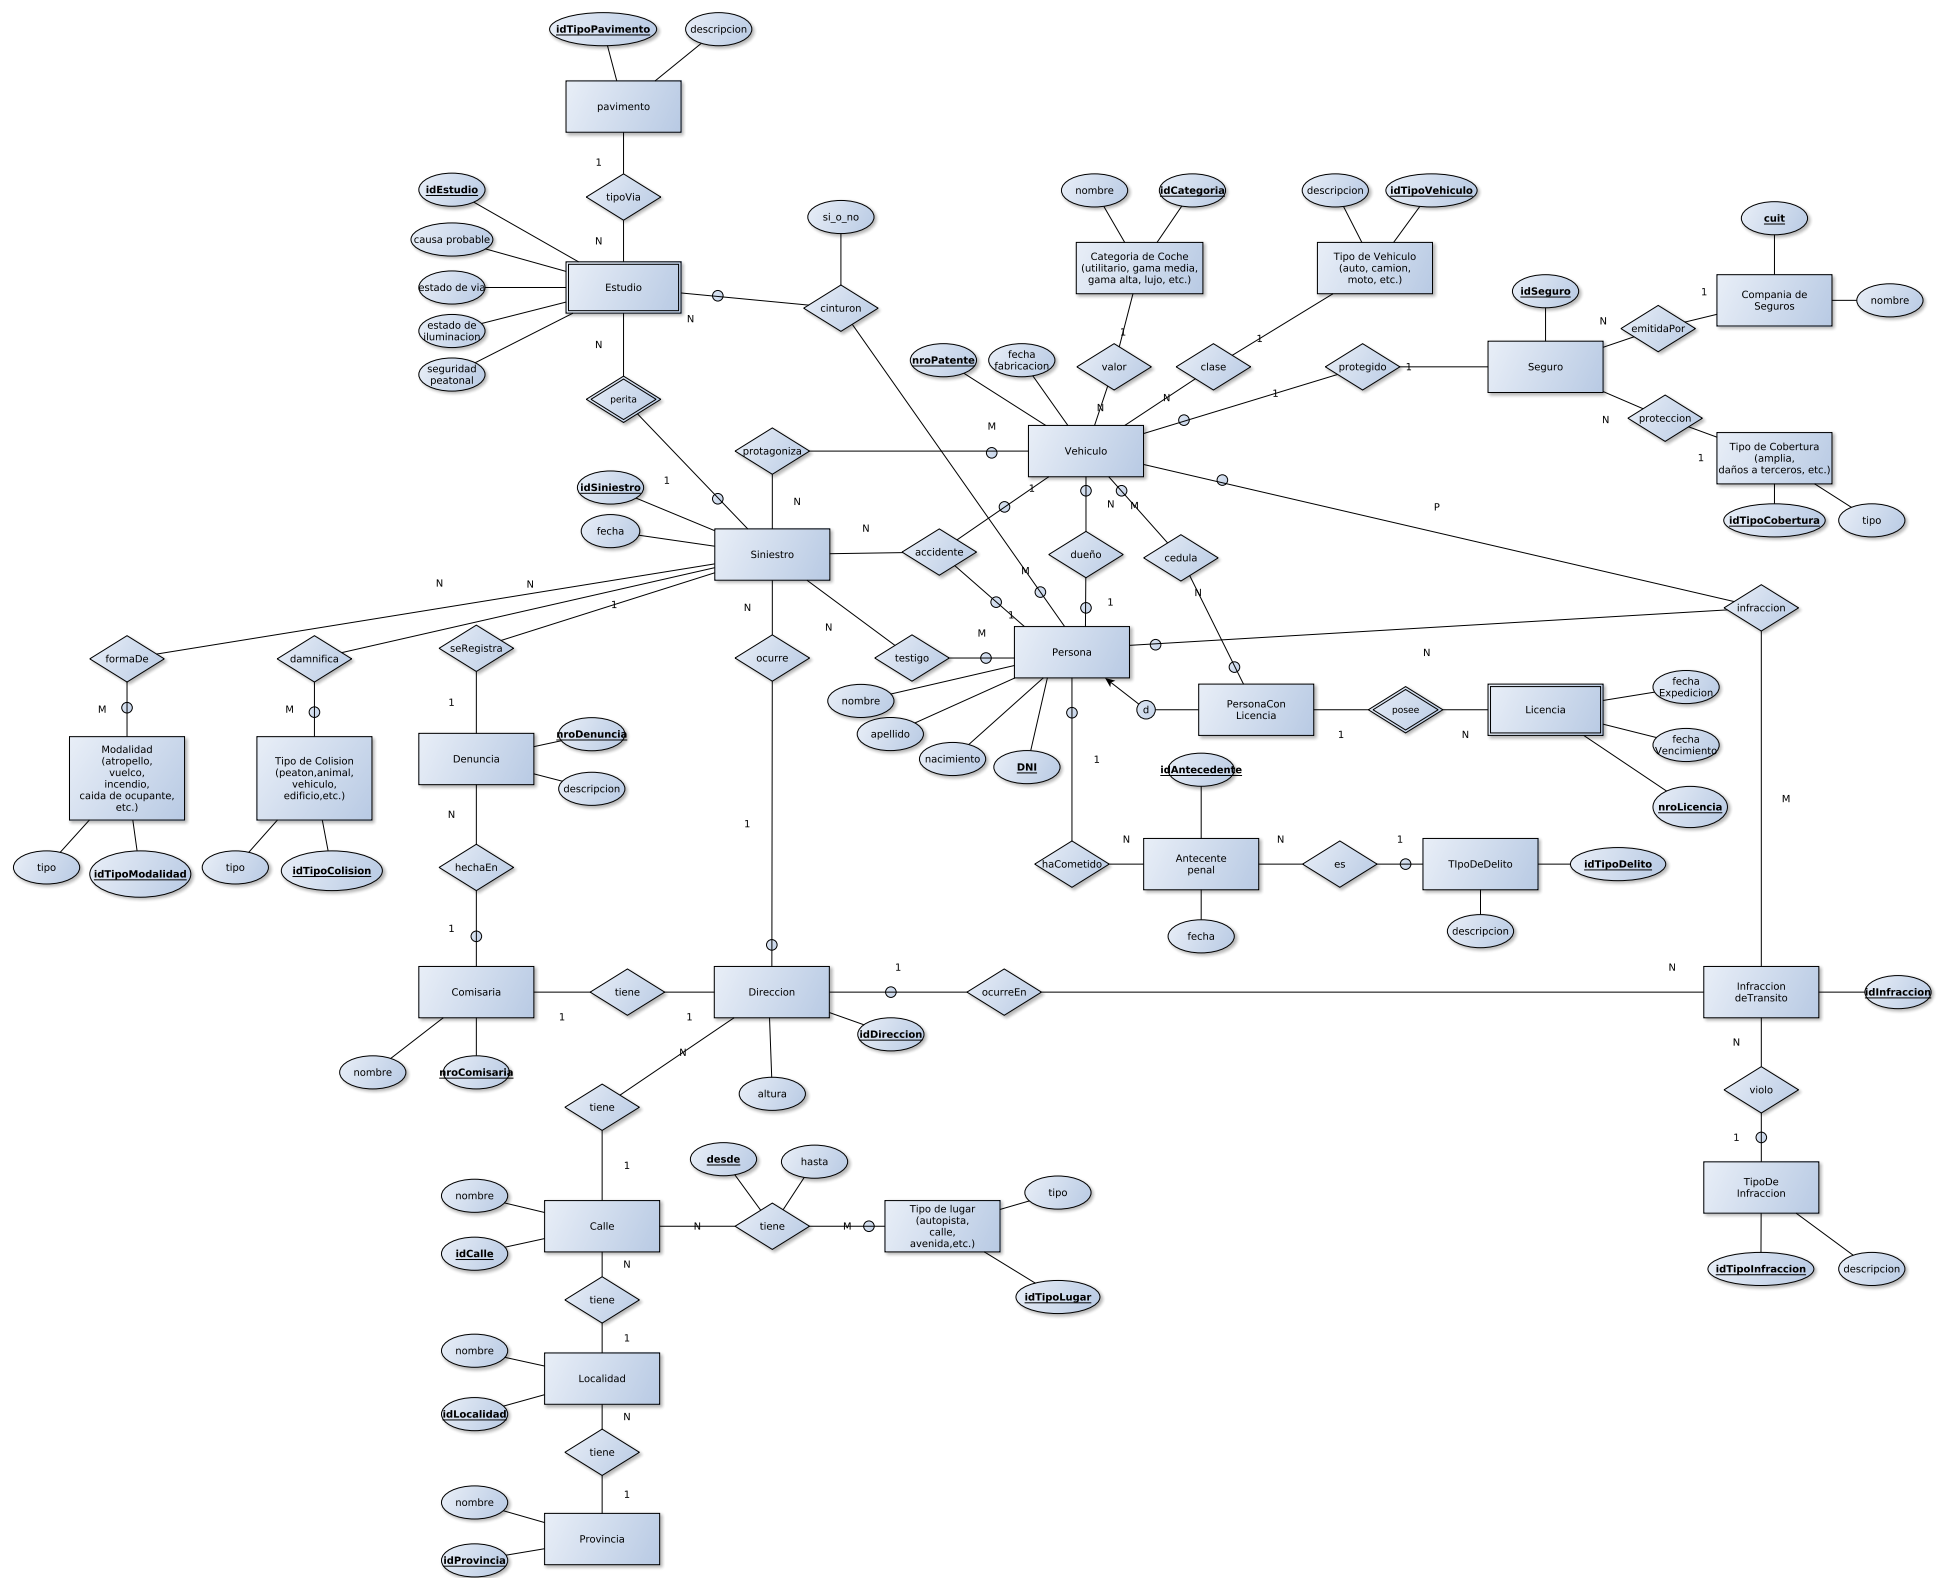 idTipoPavimento
descripcion
pavimento
1
tipoVia
N
idEstudio
causa probable
estado de via
estado de
iluminacion
seguridad
peatonal
Estudio
N
si_o_no
cinturon
M
N
perita
1
nombre
idCategoria
Categoria de Coche
(utilitario, gama media,
gama alta, lujo, etc.)
1
valor
N
descripcion
idTipoVehiculo
Tipo de Vehiculo
(auto, camion,
moto, etc.)
1
clase
N
cuit
Compania de
Seguros
nombre
1
emitidaPor
N
idSeguro
Seguro
1
protegido
1
N
proteccion
1
Tipo de Cobertura
(amplia,
daños a terceros, etc.)
idTipoCobertura
tipo
nroPatente
fecha
fabricacion
Vehiculo
M
protagoniza
N
idSiniestro
fecha
Siniestro
N
accidente
1
1
N
dueño
1
M
cedula
N
P
infraccion
N
M
N
formaDe
M
Modalidad
(atropello,
vuelco,
incendio,
caida de ocupante,
etc.)
tipo
idTipoModalidad
N
damnifica
M
Tipo de Colision
(peaton,animal,
vehiculo,
edificio,etc.)
tipo
idTipoColision
1
seRegistra
1
Denuncia
nroDenuncia
descripcion
N
hechaEn
1
N
ocurre
1
N
testigo
M
Persona
nombre
apellido
nacimiento
DNI
d
PersonaCon
Licencia
1
posee
N
Licencia
fecha
Expedicion
fecha
Vencimiento
nroLicencia
1
haCometido
N
idAntecedente
Antecente
penal
fecha
N
es
1
TIpoDeDelito
idTipoDelito
descripcion
Comisaria
nombre
nroComisaria
1
tiene
1
Direccion
idDireccion
altura
1
ocurreEn
N
Infraccion
deTransito
idInfraccion
N
violo
1
TipoDe
Infraccion
idTipoInfraccion
descripcion
N
tiene
1
nombre
idCalle
Calle
N
tiene
M
desde
hasta
Tipo de lugar
(autopista,
calle,
avenida,etc.)
tipo
idTipoLugar
N
tiene
1
nombre
idLocalidad
Localidad
N
tiene
1
nombre
idProvincia
Provincia